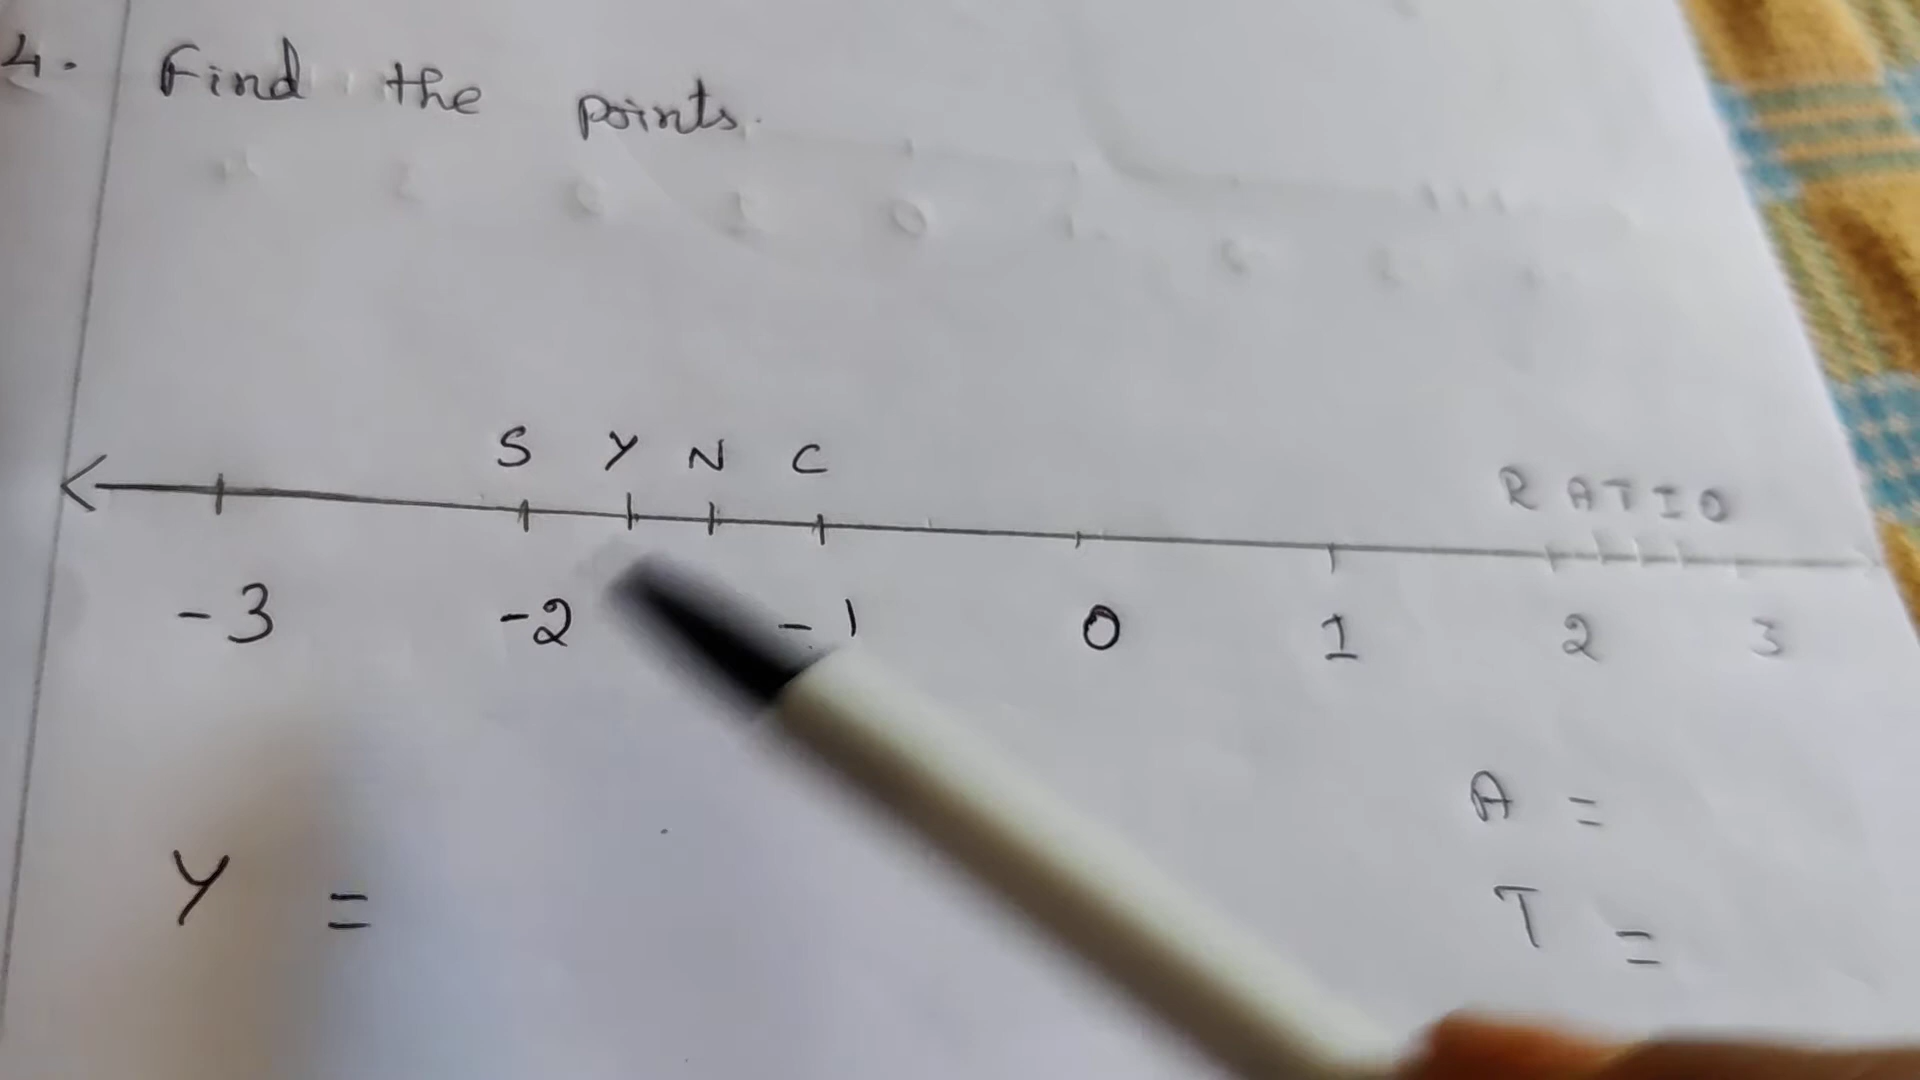 4. Find the points.
S Y N C R A T I O
-3 -2 -1 0 1 2 3
A =
Y =
T =